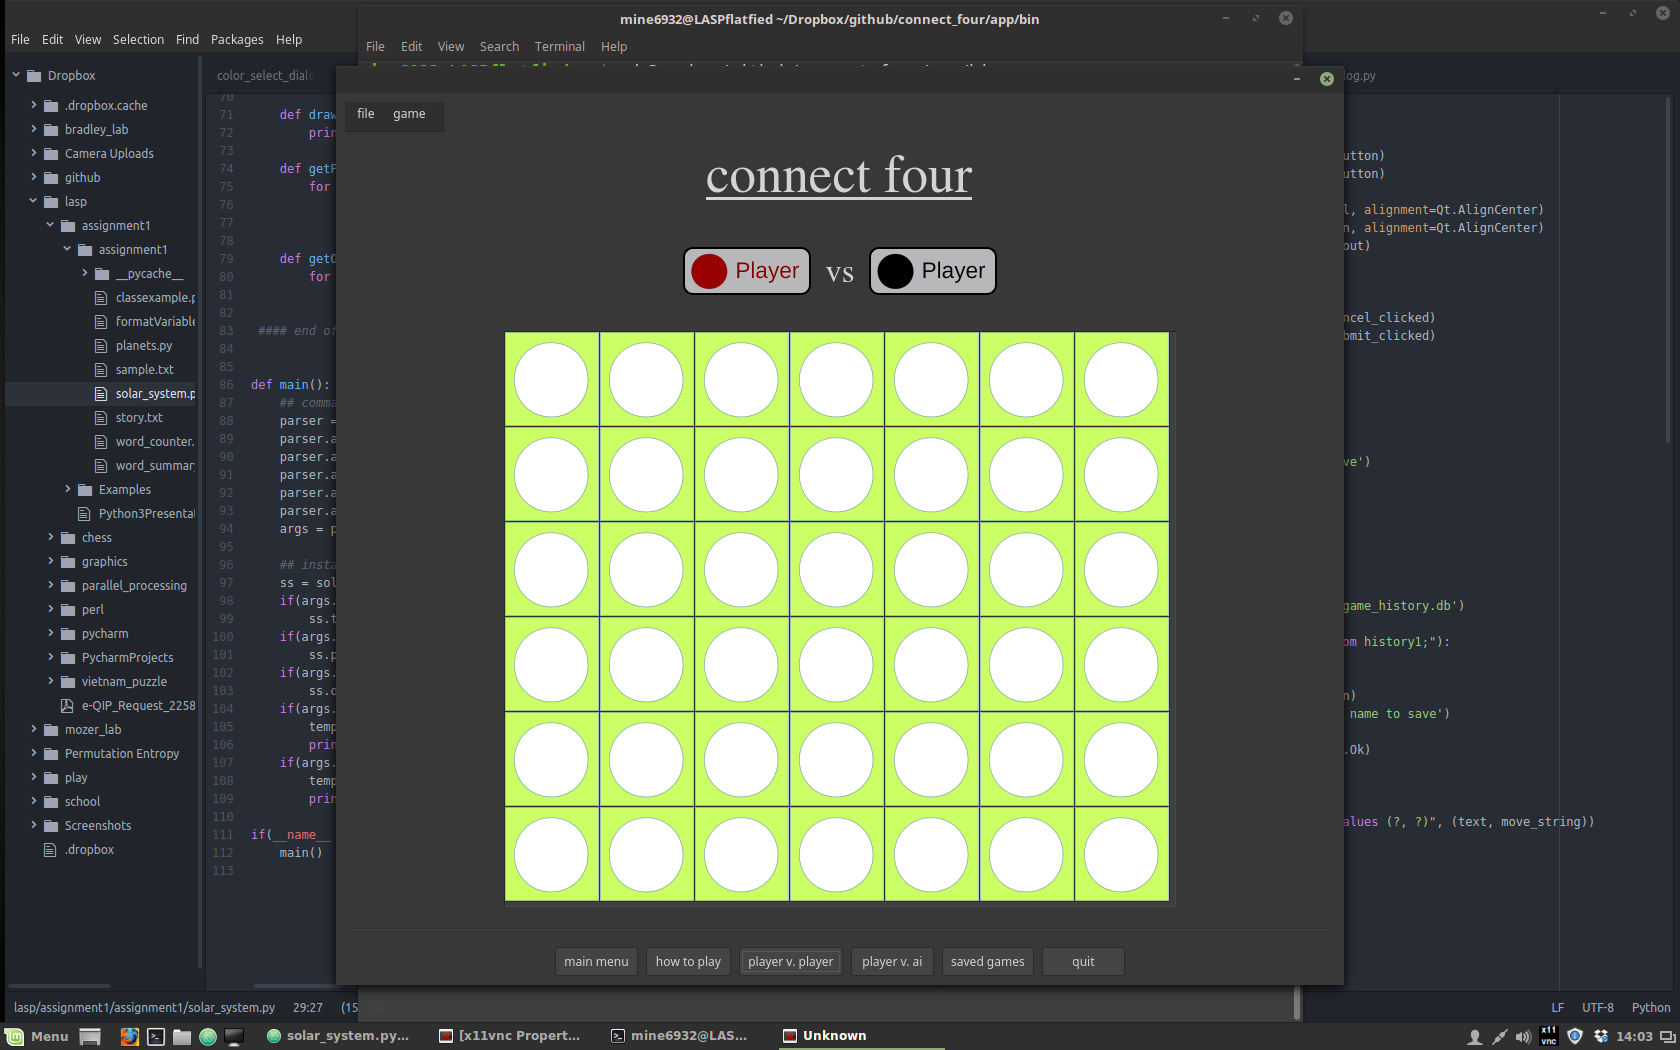 mine6932@LASPflatfied ~/Dropbox/github/connect_four/app/bin
File Edit View Selection Find Packages Help
File Edit View Search Terminal Help
Dropbox
.dropbox.cache
bradley_lab
Camera Uploads
github
lasp
assignment1
assignment1
__pycache__
classexample.p
formatVariable
planets.py
sample.txt
solar_system.p
story.txt
word_counter.
word_summar
Examples
Python3Presenta
chess
graphics
parallel_processing
perl
pycharm
PycharmProjects
vietnam_puzzle
e-QIP_Request_2258
mozer_lab
Permutation Entropy
play
school
Screenshots
.dropbox
color_select_dialo
70
71 def draw
72 prin
73
74 def getP
75 for
76
77
78
79 def getO
80 for
81
82
83 #### end of
84
85
86 def main():
87 ## comma
88 parser =
89 parser.a
90 parser.a
91 parser.a
92 parser.a
93 parser.a
94 args = p
95
96 ## insta
97 ss = sol
98 if(args.
99 ss.t
100 if(args.
101 ss.p
102 if(args.
103 ss.o
104 if(args.
105 temp
106 prin
107 if(args.
108 temp
109 prin
110
111 if(__name__
112 main()
113
file game
connect four
Player vs Player
main menu how to play player v. player player v. ai saved games quit
log.py
utton)
utton)
l, alignment=Qt.AlignCenter)
n, alignment=Qt.AlignCenter)
out)
ncel_clicked)
bmit_clicked)
ve')
game_history.db')
om history1;"):
n)
name to save')
.Ok)
alues (?, ?)", (text, move_string))
lasp/assignment1/assignment1/solar_system.py 29:27 (15
LF UTF-8 Python
Menu solar_system.py... [x11vnc Propert... mine6932@LAS... Unknown x11 vnc 14:03